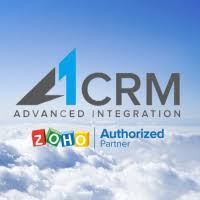 A1CRM
ADVANCED INTEGRATION
ZOHO Authorized
Partner